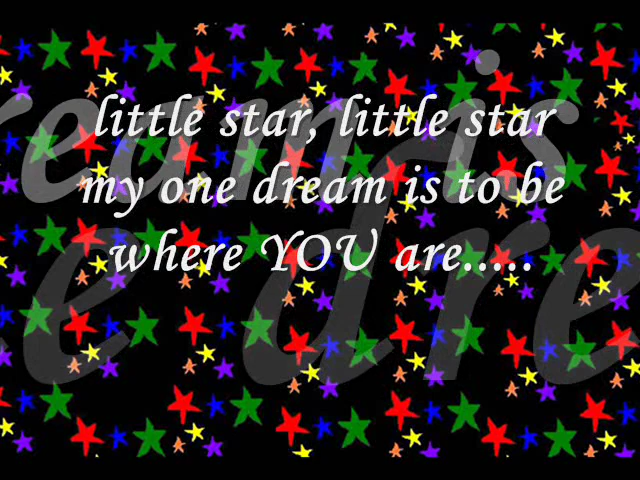 little star, little star
my one dream is to be
where YOU are.....